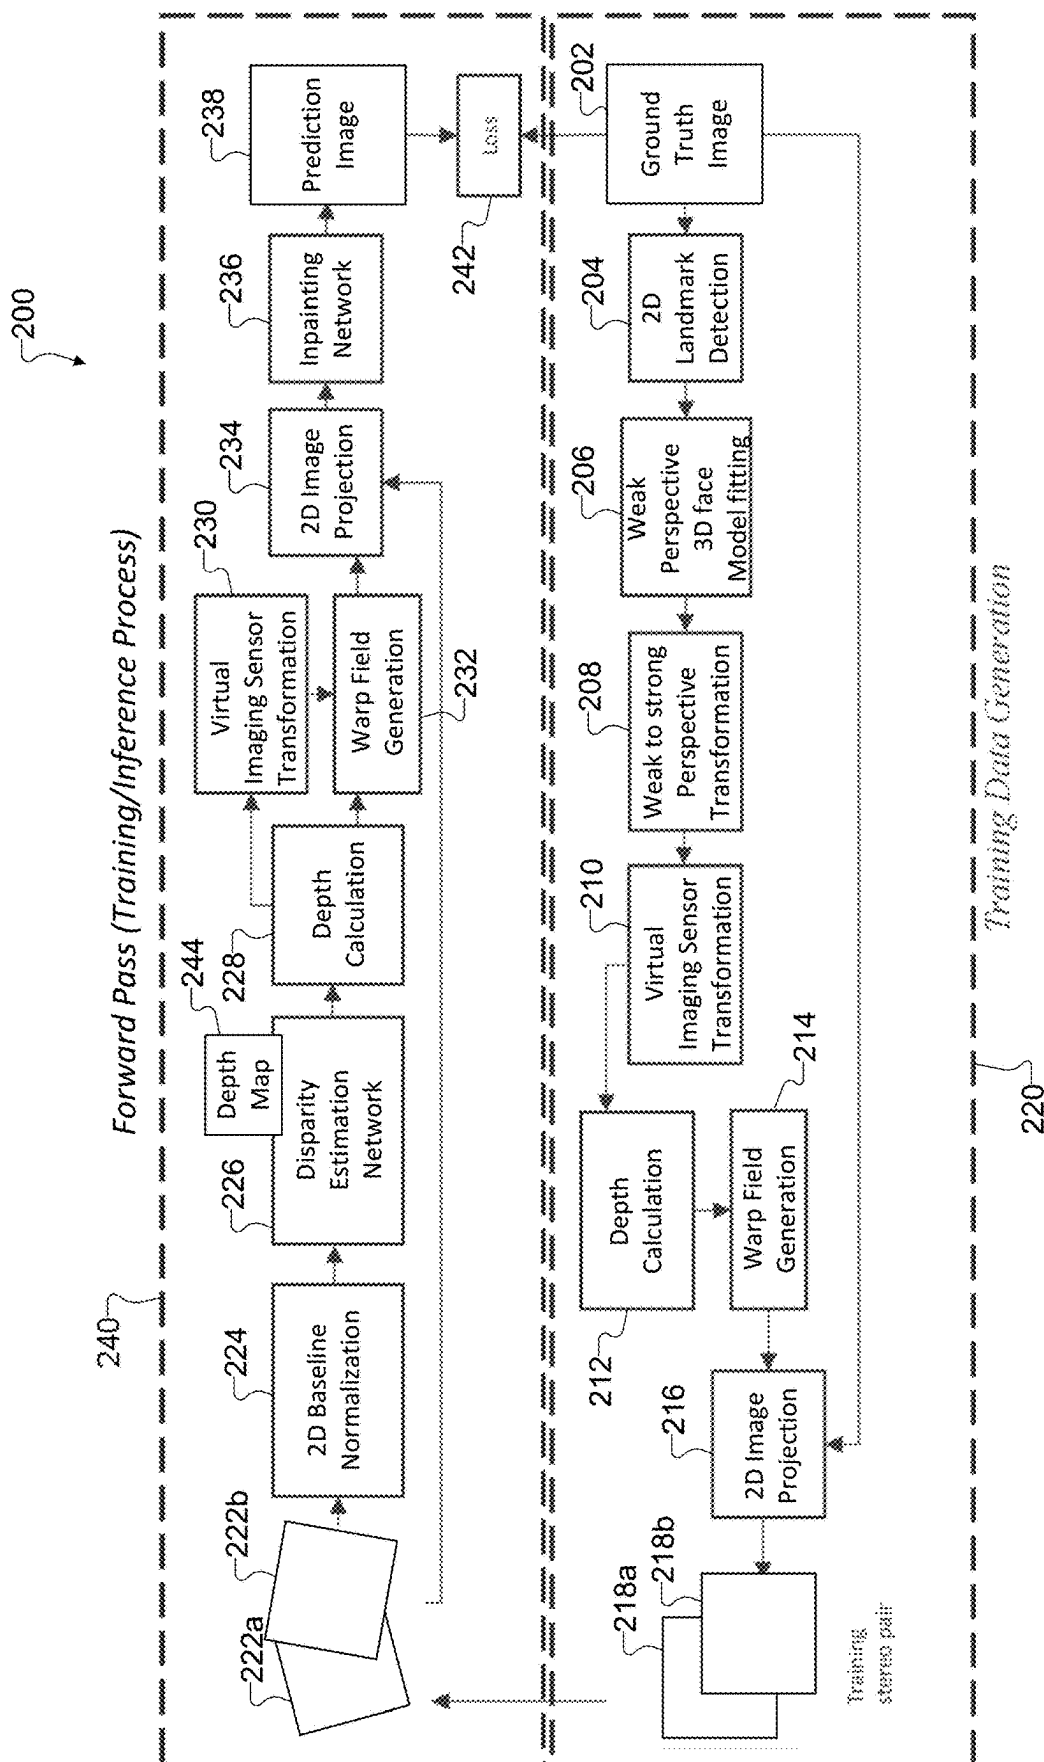 200
Forward Pass (Training/Inference Process)
240
222a
222b
224
2D Baseline
Normalization
226
Disparity
Estimation
Network
244
Depth
Map
228
Depth
Calculation
230
Virtual
Imaging Sensor
Transformation
Warp Field
Generation
232
234
2D Image
Projection
236
Inpainting
Network
238
Prediction
Image
Loss
242
202
Ground
Truth
Image
204
2D
Landmark
Detection
206
Weak
Perspective
3D face
Model fitting
208
Weak to strong
Perspective
Transformation
210
Virtual
Imaging Sensor
Transformation
Depth
Calculation
212
214
Warp Field
Generation
216
2D Image
Projection
218a
218b
Training
stereo pair
Training Data Generation
220